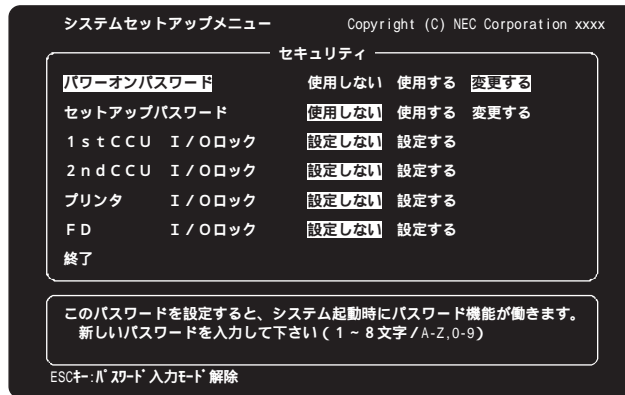 システムセットアップメニュー Copyright (C) NEC Corporation xxxx
セキュリティ
パワーオンパスワード 使用しない 使用する 変更する
セットアップパスワード 使用しない 使用する 変更する
1stCCU I/Oロック 設定しない 設定する
2ndCCU I/Oロック 設定しない 設定する
プリンタ I/Oロック 設定しない 設定する
FD I/Oロック 設定しない 設定する
終了
このパスワードを設定すると、システム起動時にパスワード機能が働きます。
新しいパスワードを入力して下さい(1~8文字/A-Z,0-9)
ESCキー:パスワード入力モード解除